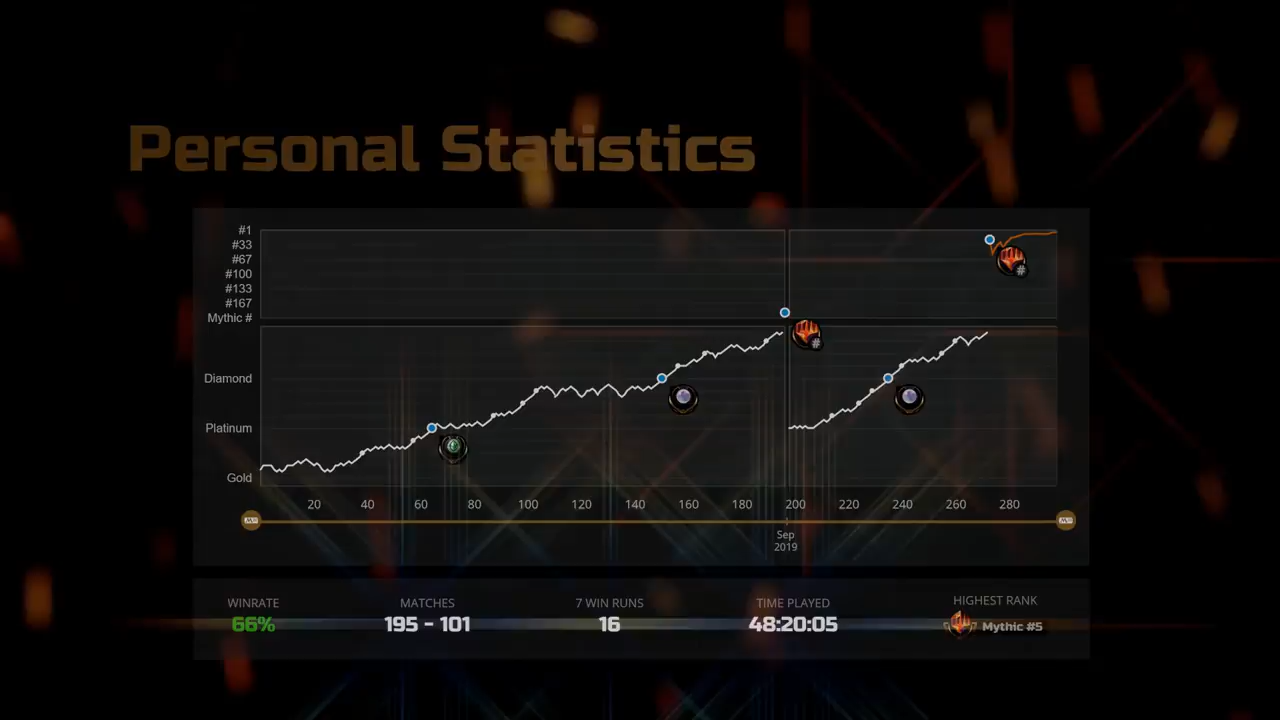 Personal Statistics
#1
#33
#67
#100
#133
#167
Mythic #
Diamond
Platinum
Gold
20 40 60 80 100 120 140 160 180 200 220 240 260 280
Sep
2019
WINRATE MATCHES 7 WIN RUNS TIME PLAYED HIGHEST RANK
66% 195 - 101 16 48:20:05 Mythic #5